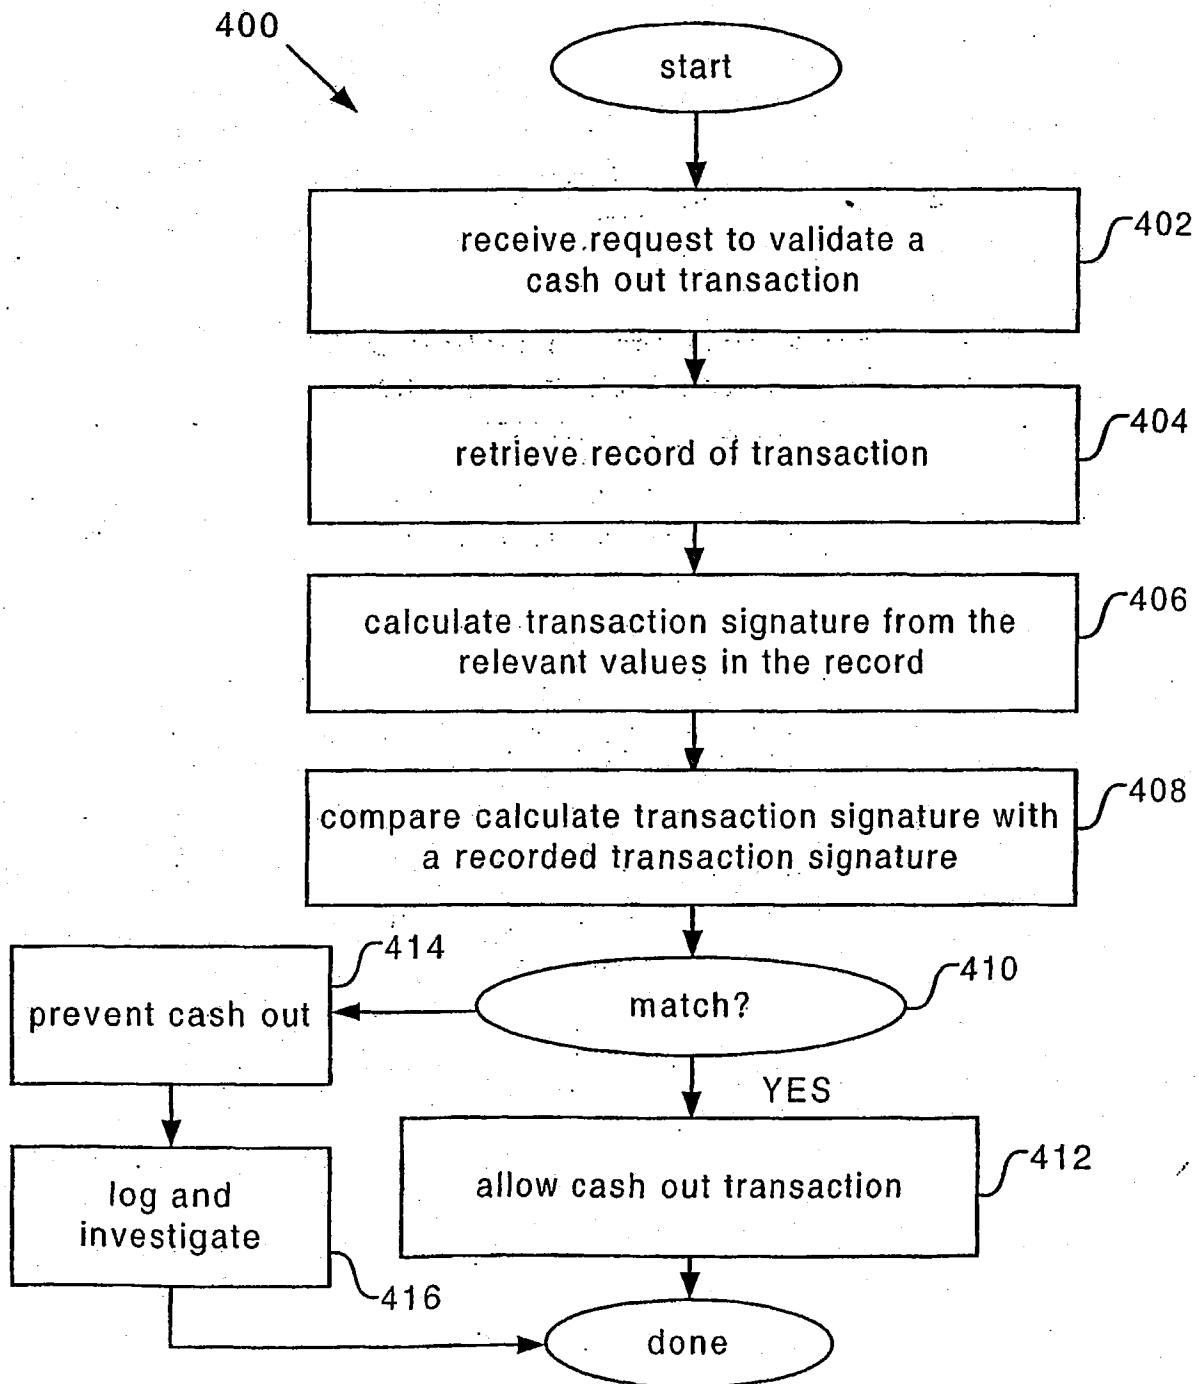 400
start
receive request to validate a
cash out transaction
402
retrieve record of transaction
404
calculate transaction signature from the
relevant values in the record
406
compare calculate transaction signature with
a recorded transaction signature
408
match?
410
prevent cash out
414
YES
allow cash out transaction
412
log and
investigate
416
done